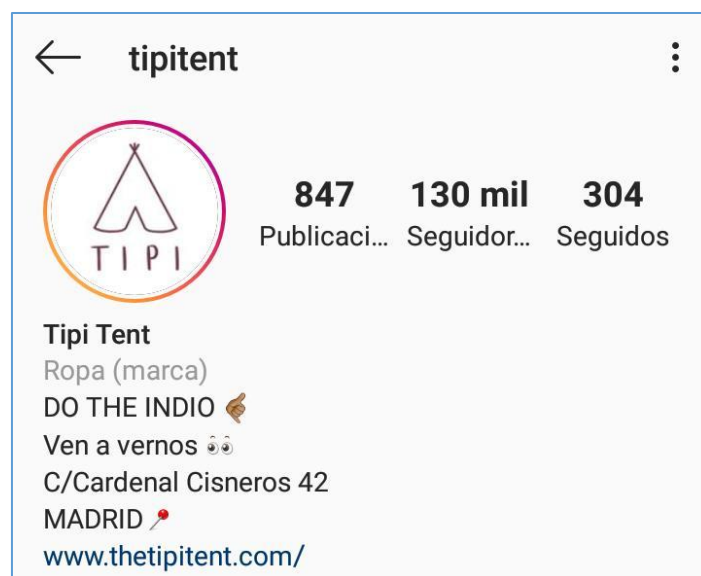 tipitent
TIPI
847 130 mil 304
Publicaci... Seguidor... Seguidos
Tipi Tent
Ropa (marca)
DO THE INDIO 🤙🏽
Ven a vernos 👀
C/Cardenal Cisneros 42
MADRID 📍
www.thetipitent.com/